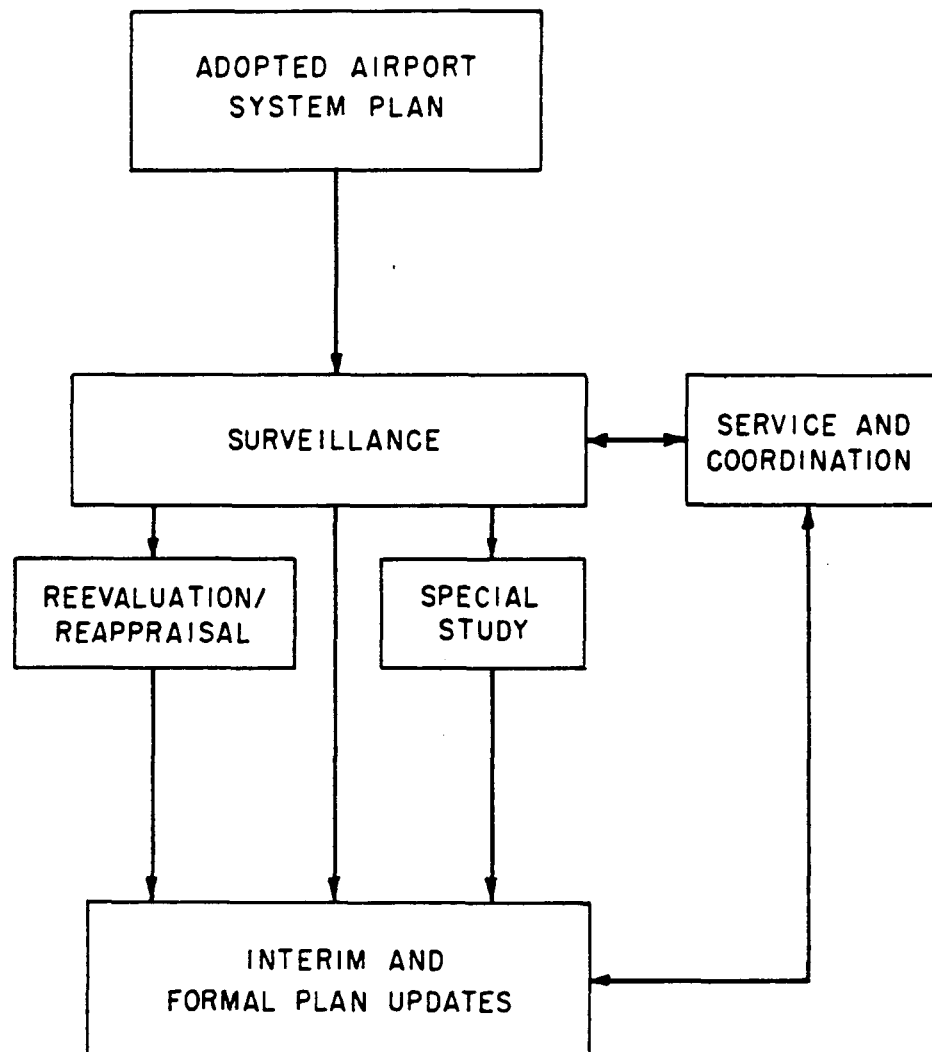 ADOPTED AIRPORT
SYSTEM PLAN
SURVEILLANCE
SERVICE AND
COORDINATION
REEVALUATION/
REAPPRAISAL
SPECIAL
STUDY
INTERIM AND
FORMAL PLAN UPDATES